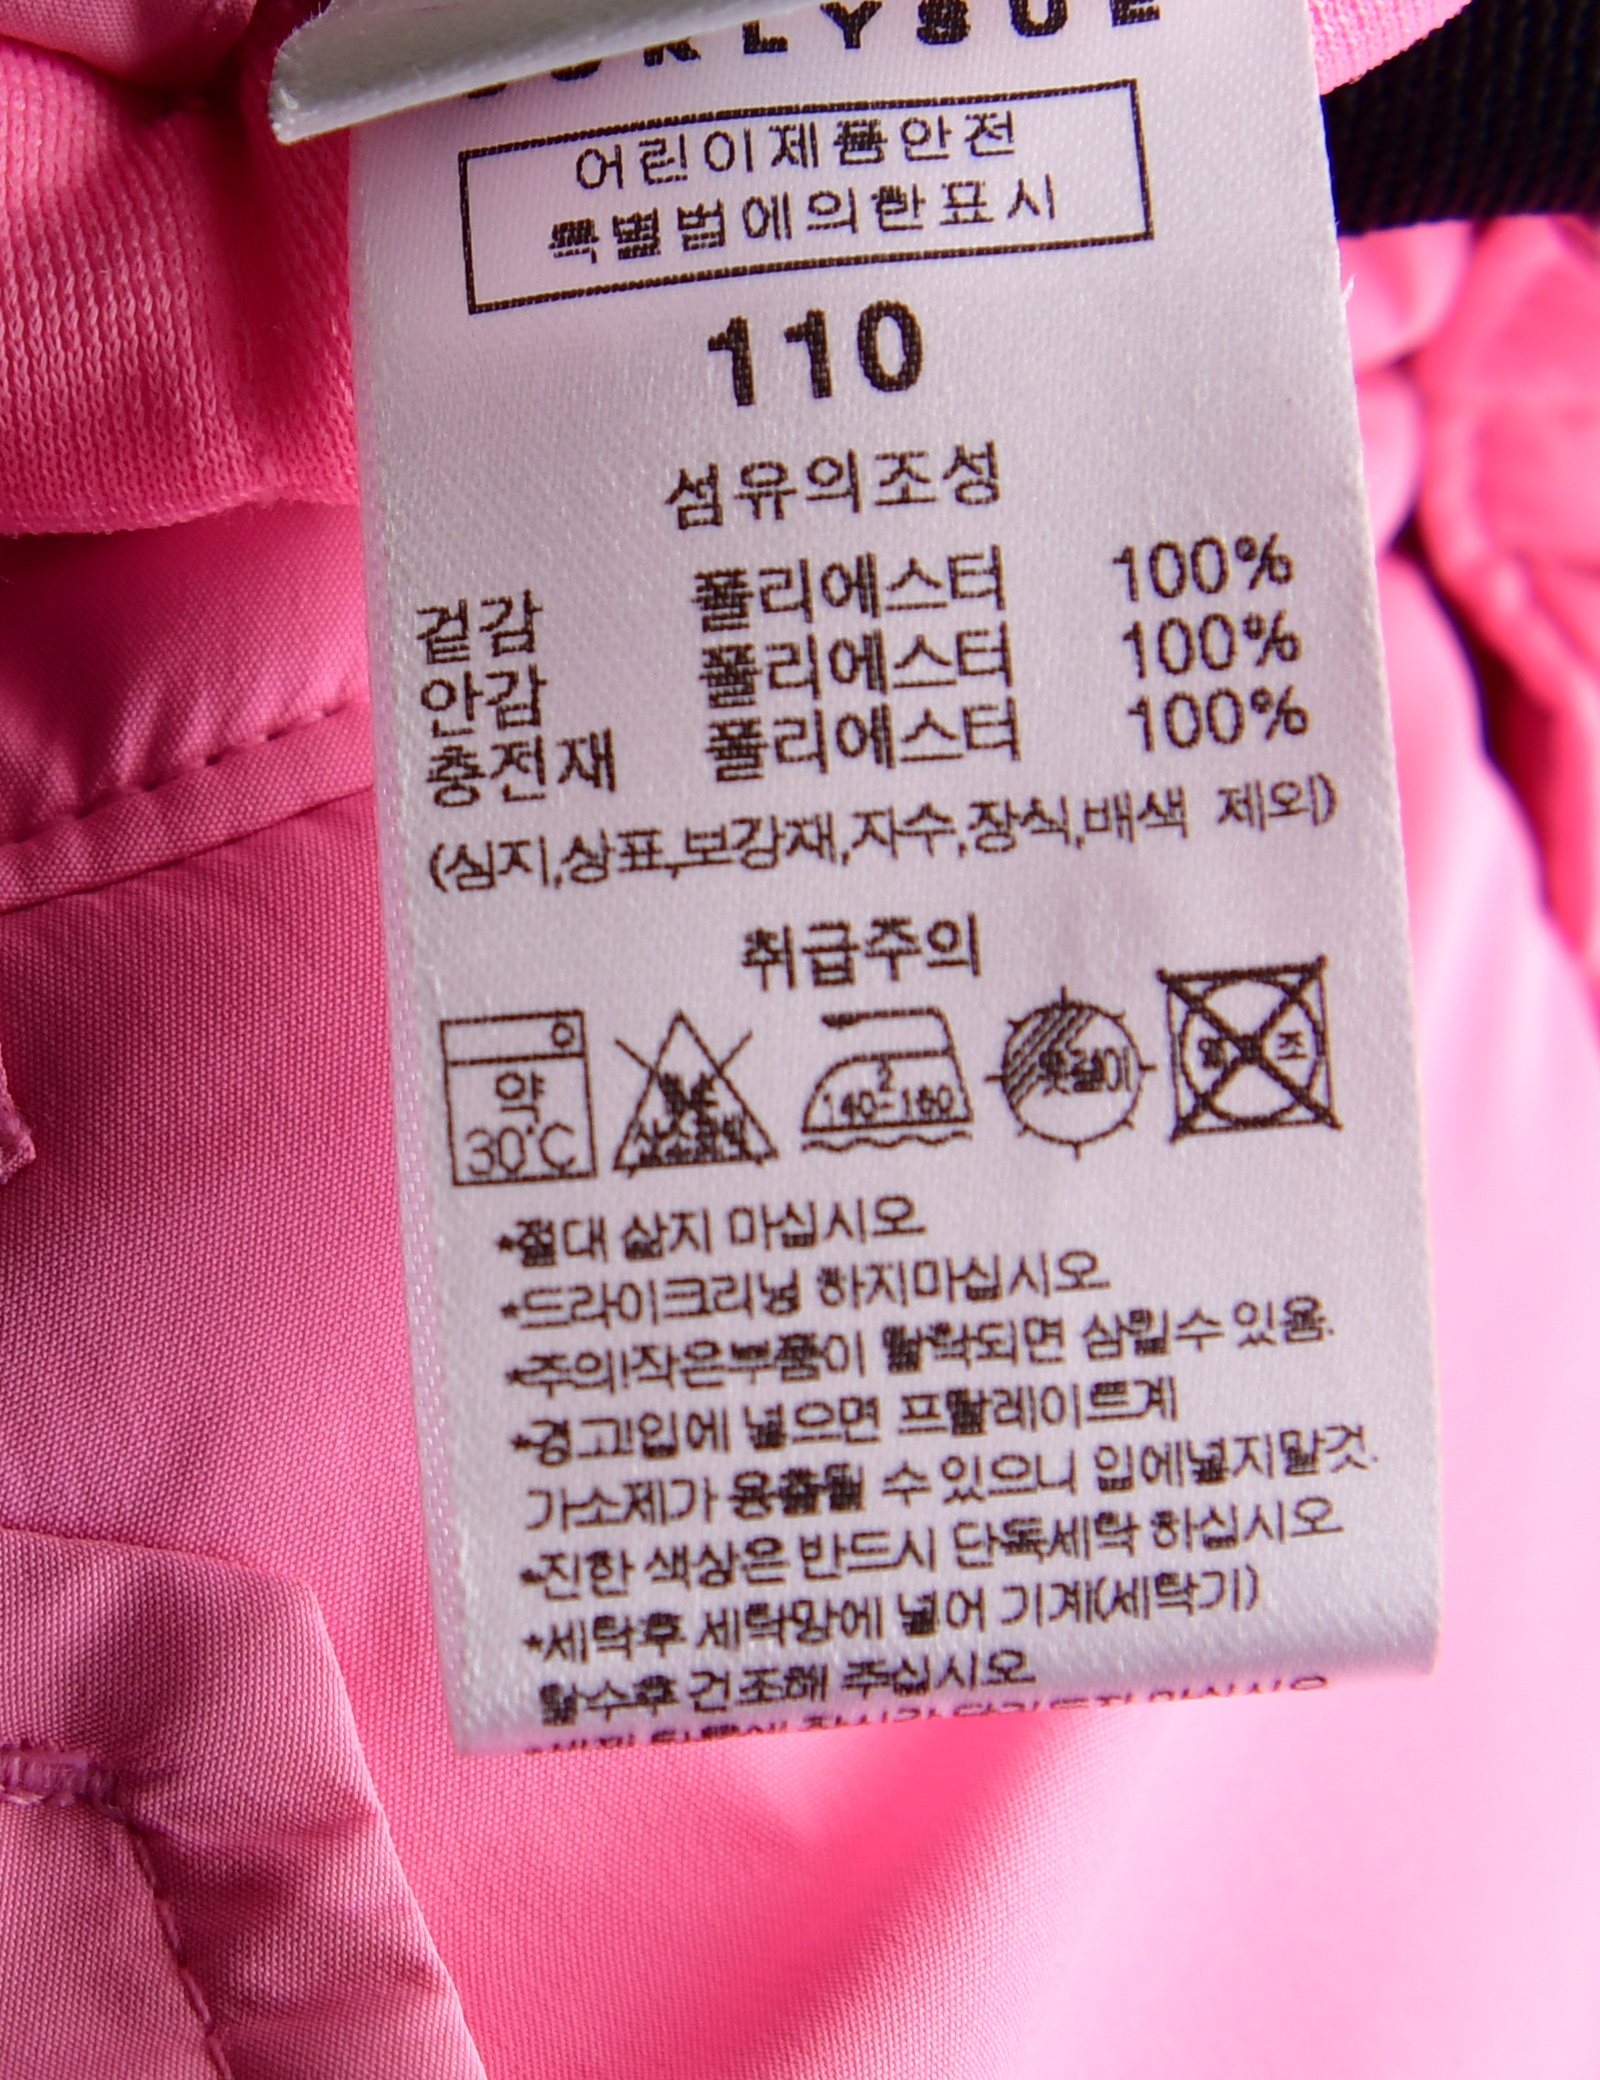 어린이제품안전
특별법에의한표시
110
섬유의조성
겉감 폴리에스터 100%
안감 폴리에스터 100%
충전재 폴리에스터 100%
(심지,상표,보강재,자수,장식,배색 제외)
취급주의
약
30℃
산소표백
2
140-160
옷걸이
*절대 삶지 마십시오.
*드라이크리닝 하지마십시오.
*주의!작은부품이 탈착되면 삼킬수 있음.
*경고!입에 넣으면 프탈레이트계
가소제가 용출될 수 있으니 입에넣지말것.
*진한 색상은 반드시 단독세탁 하십시오
*세탁후 세탁망에 넣어 기계(세탁기)
탈수후 건조해 주십시오